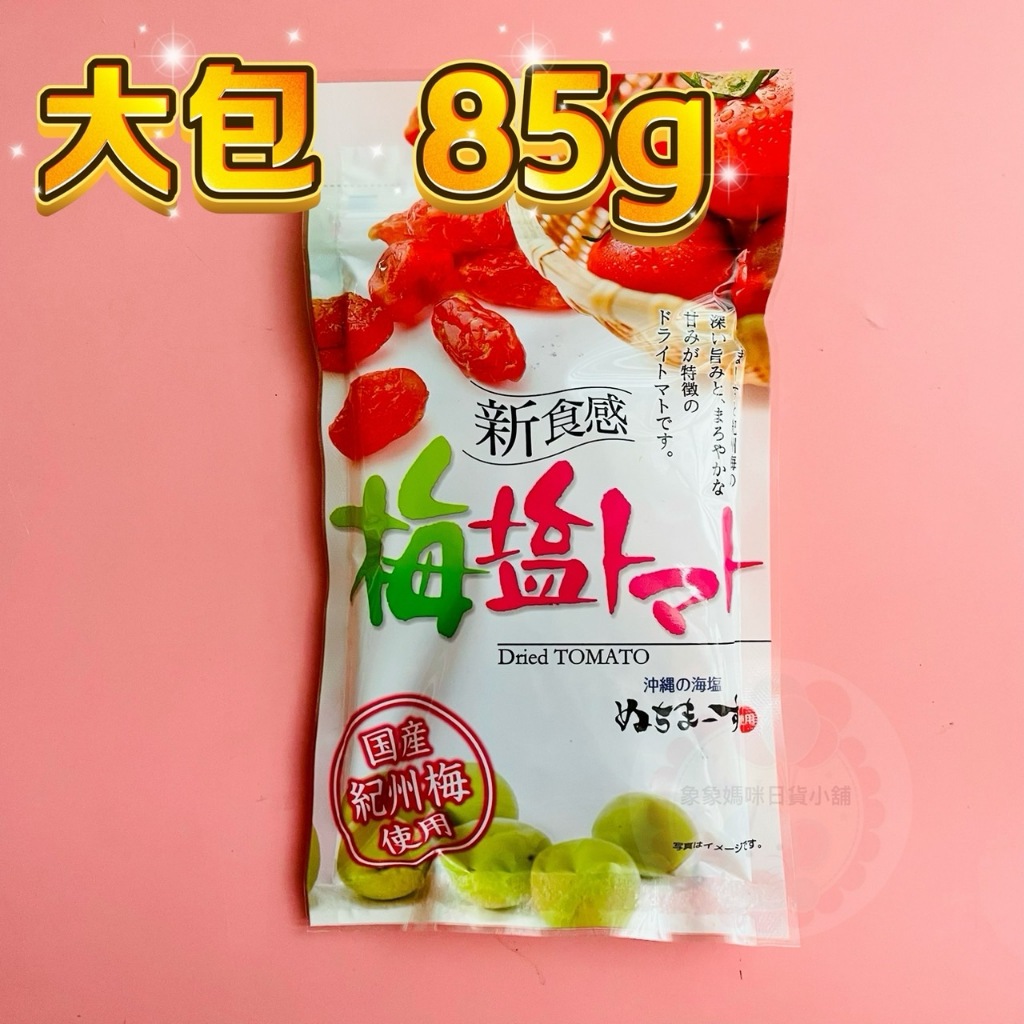 大包 85g
深い旨みと、まろやかな
甘みが特徴の
ドライトマトです。
新食感
梅塩トマト
Dried TOMATO
沖縄の海塩
ぬちまーす
国産
紀州梅
使用
象象媽咪日貨小舖
写真はイメージです。